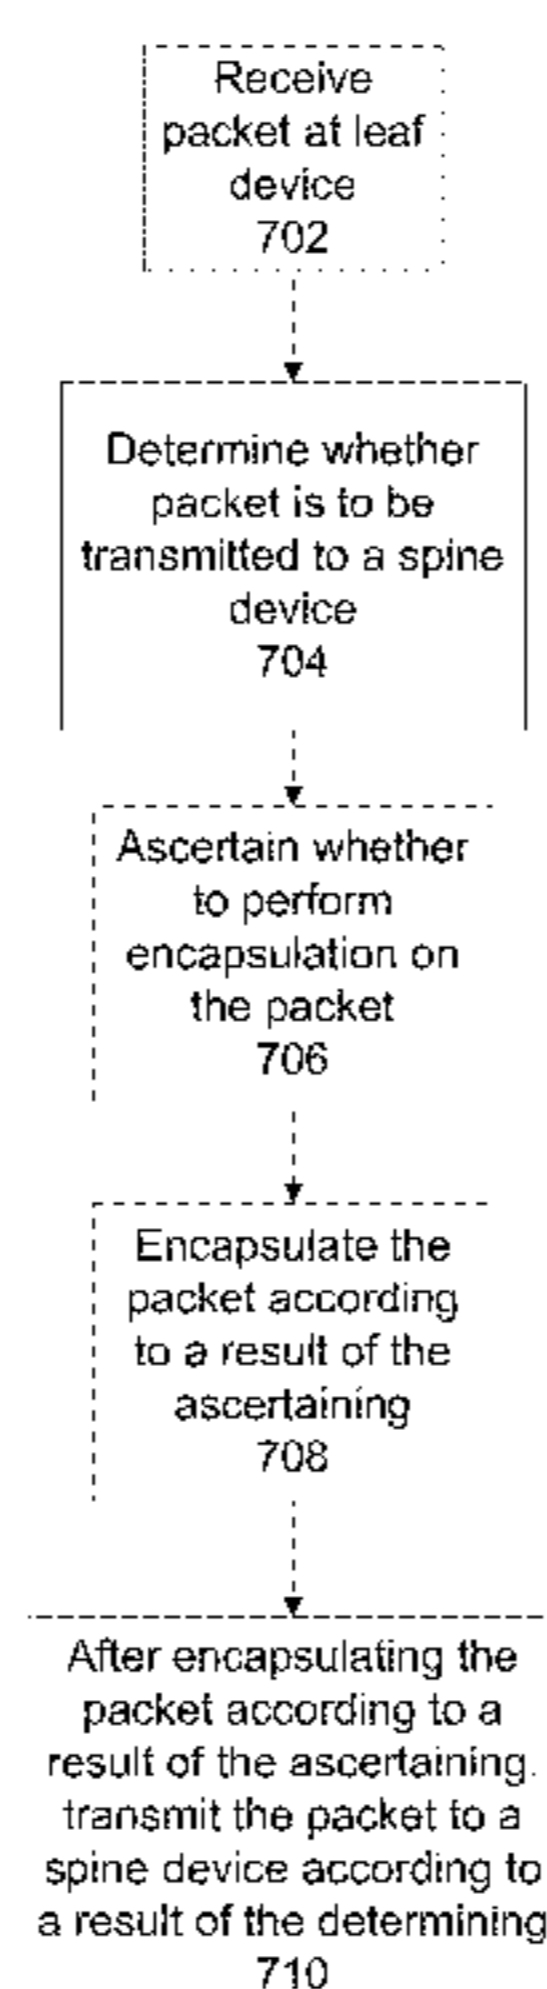 Receive
packet at leaf
device
702
Determine whether
packet is to be
transmitted to a spine
device
704
Ascertain whether
to perform
encapsulation on
the packet
706
Encapsulate the
packet according
to a result of the
ascertaining
708
After encapsulating the
packet according to a
result of the ascertaining.
transmit the packet to a
spine device according to
a result of the determining
710